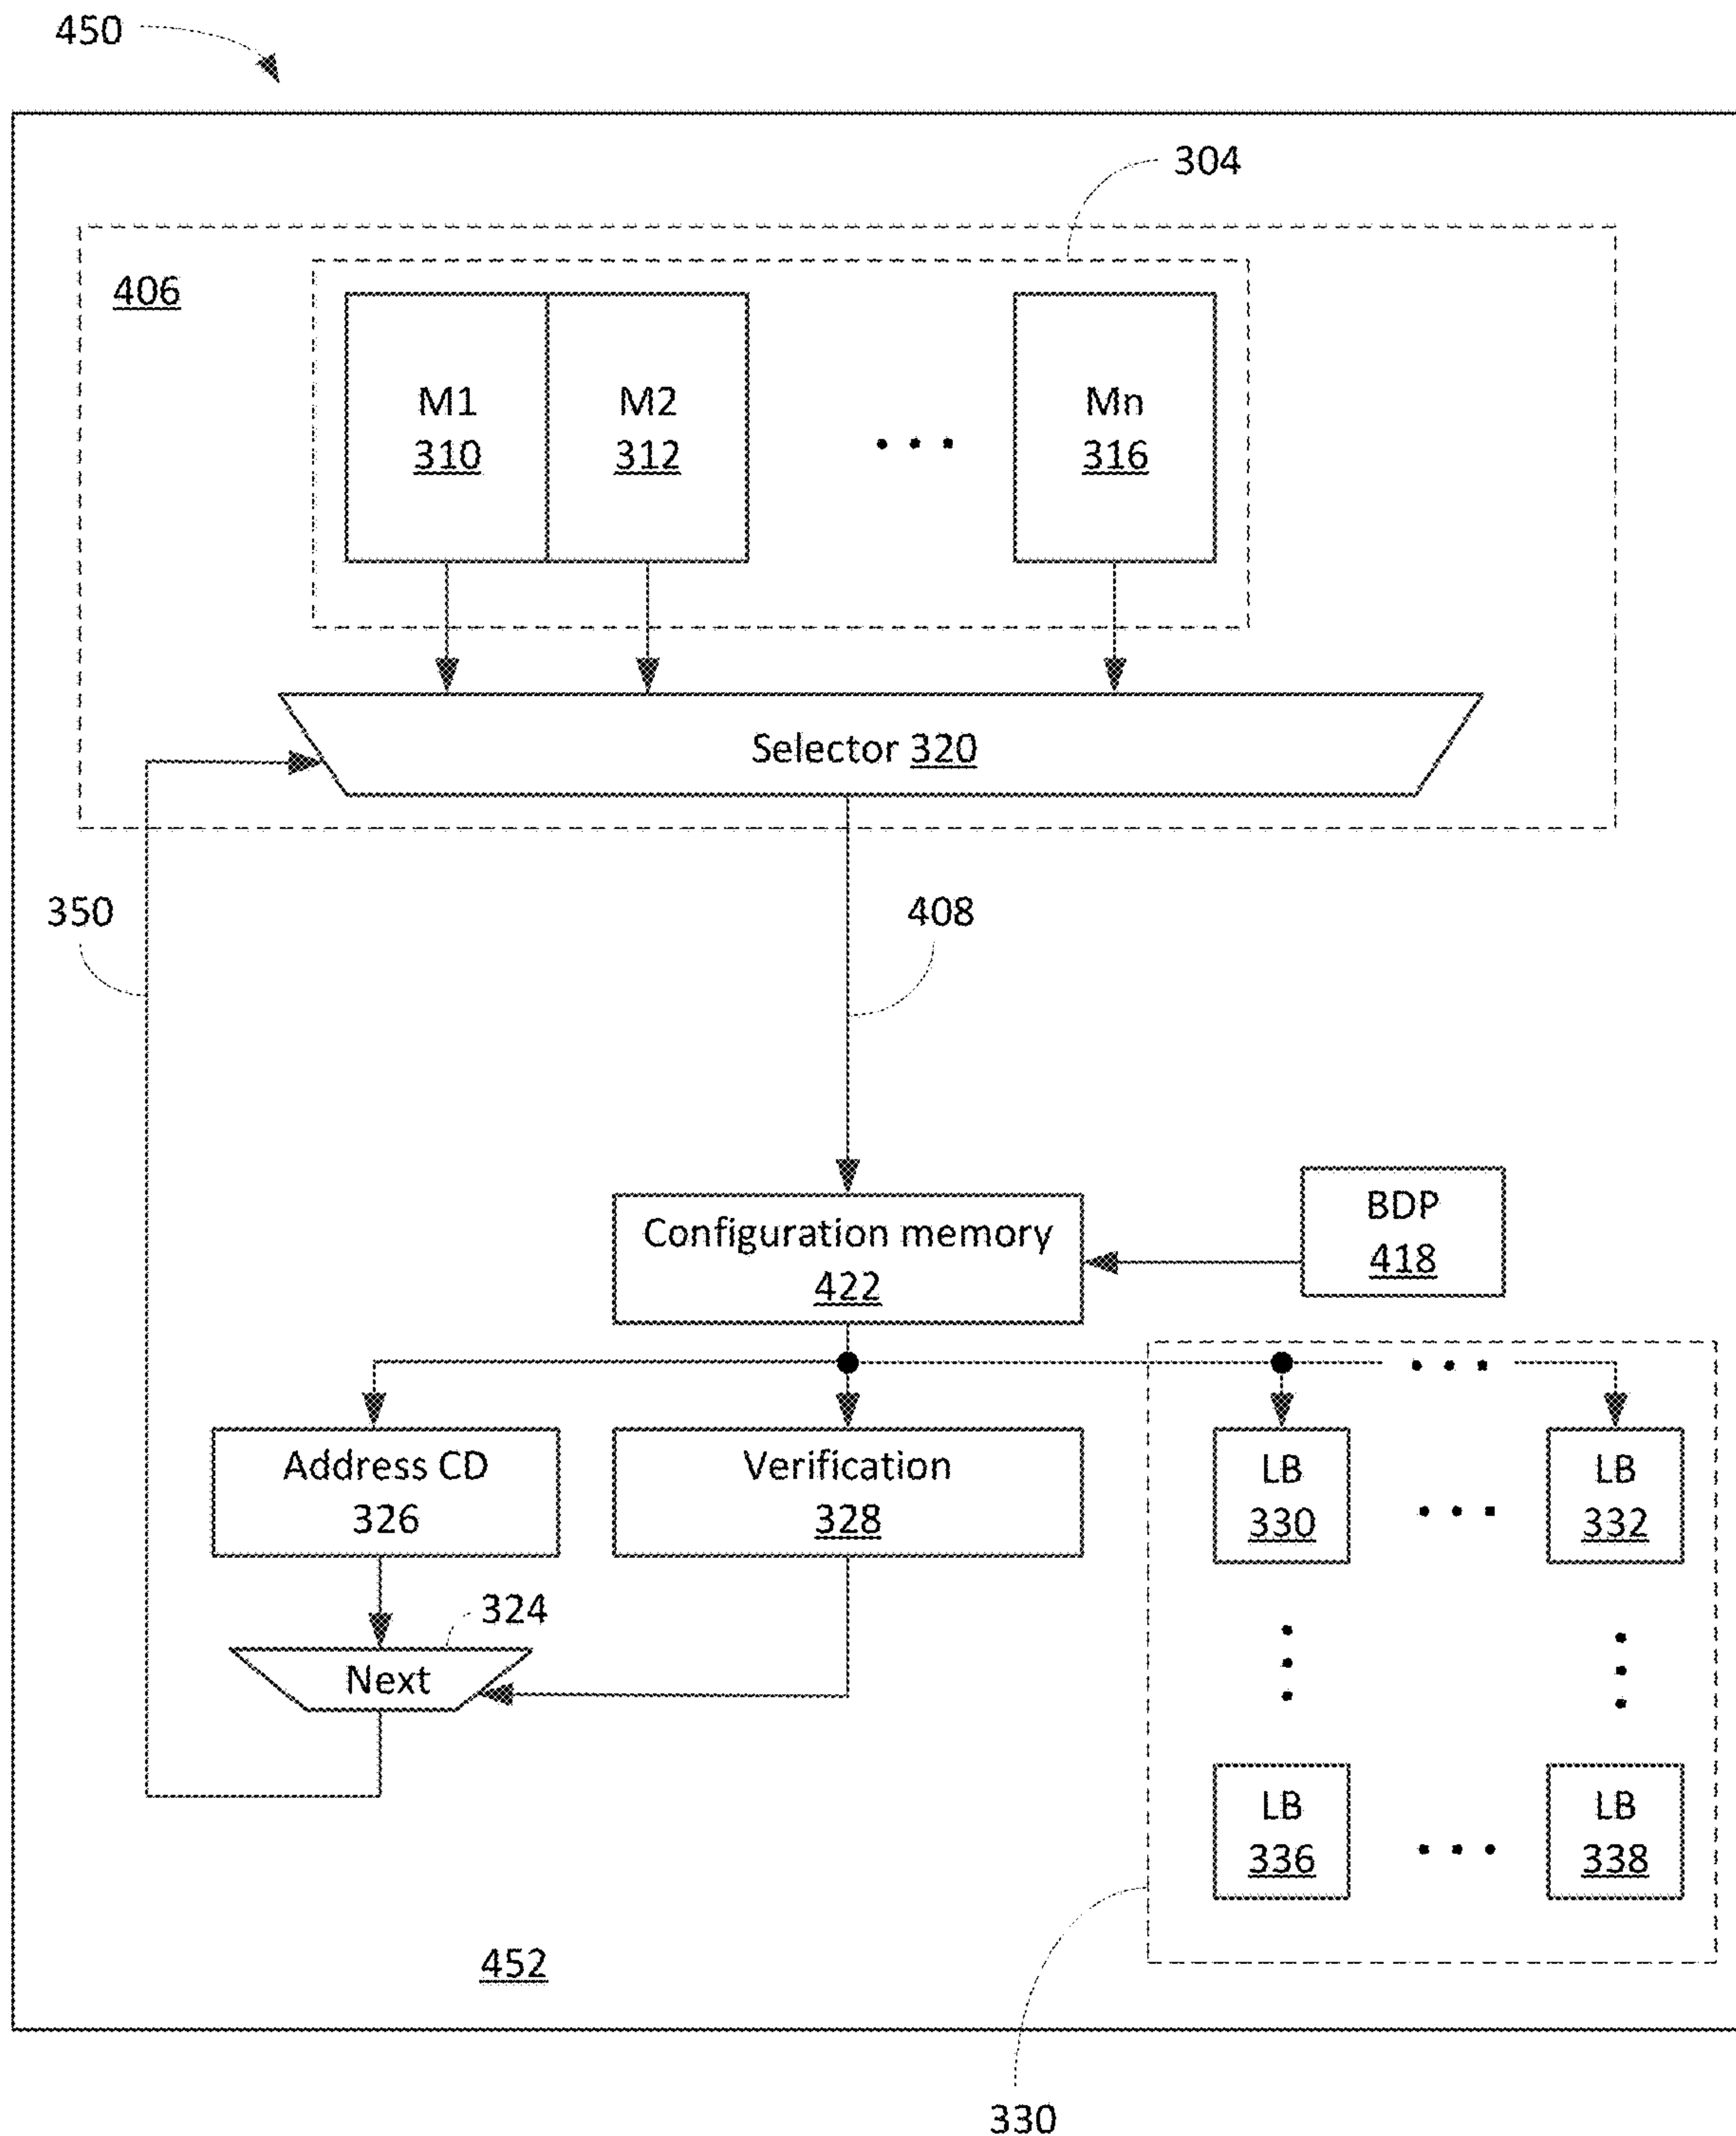 450
304
406
M1
310
M2
312
• • •
Mn
316
Selector 320
350
408
Configuration memory
422
BDP
418
• • •
Address CD
326
Verification
328
LB
330
• • •
LB
332
324
Next
LB
336
• • •
LB
338
452
330